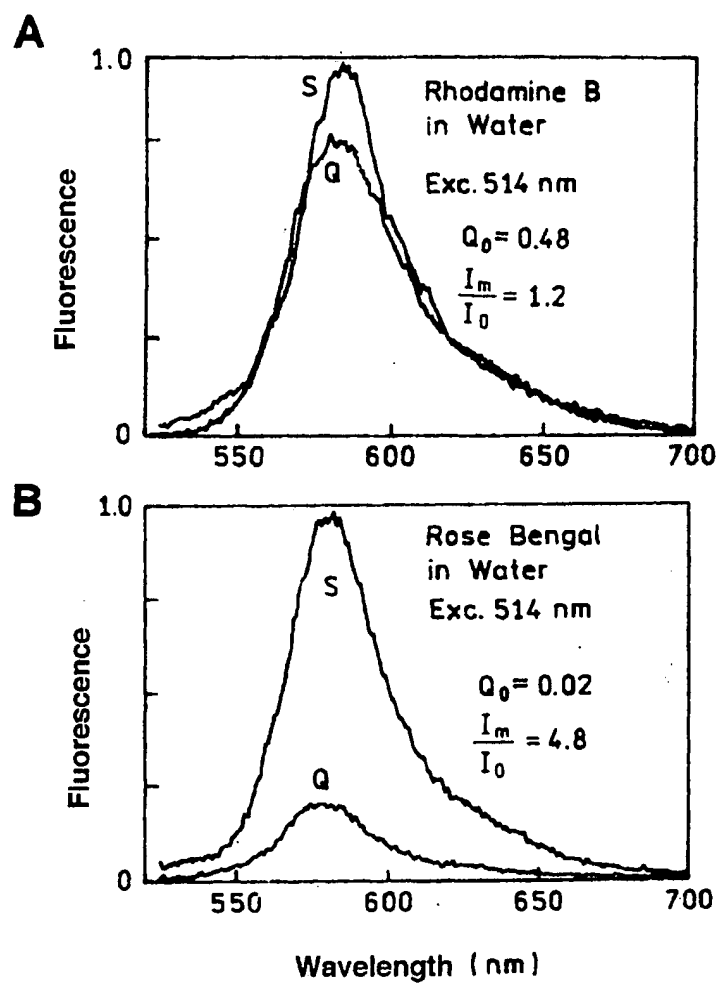 A
1.0
S
Q
Rhodamine B
in Water
Exc. 514 nm
Q₀ = 0.48
Iₘ/I₀ = 1.2
Fluorescence
0
550 600 650 700
B
1.0
S
Q
Rose Bengal
in Water
Exc. 514 nm
Q₀ = 0.02
Iₘ/I₀ = 4.8
Fluorescence
0
550 600 650 700
Wavelength (nm)